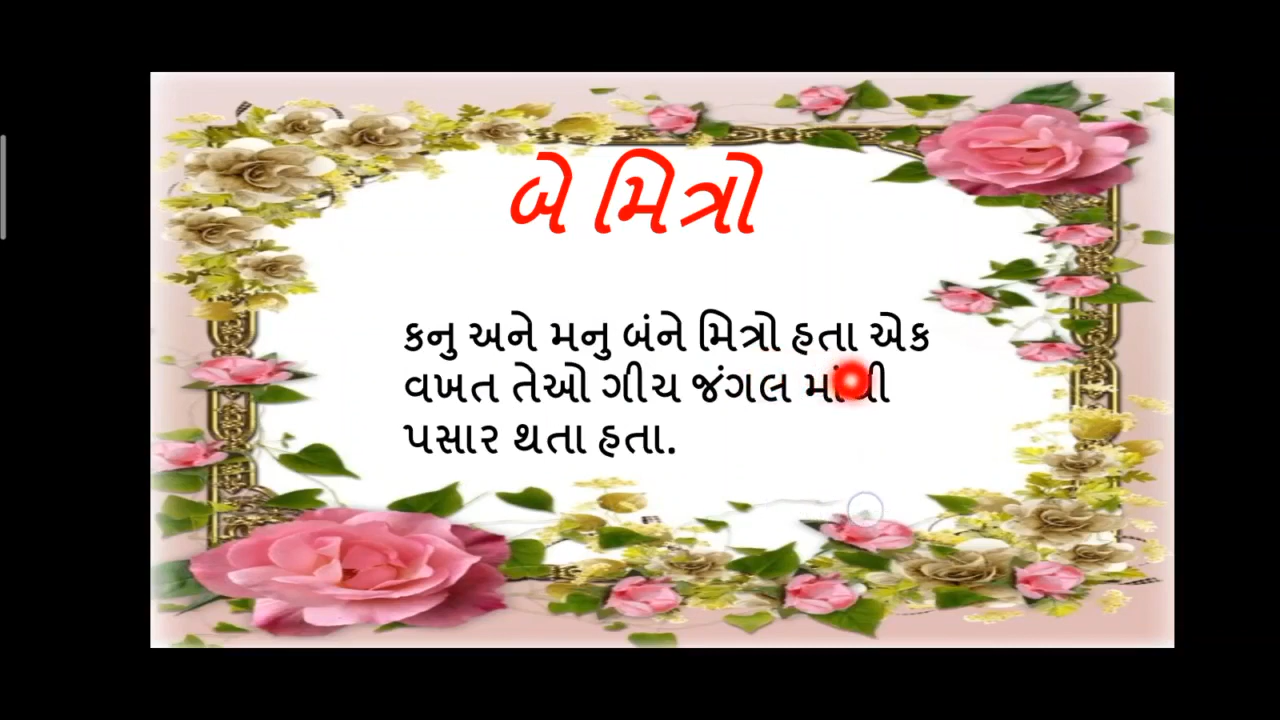 બે મિત્રો
કનુ અને મનુ બંને મિત્રો હતા એક
વખત તેઓ ગીચ જંગલ માંથી
પસાર થતા હતા.